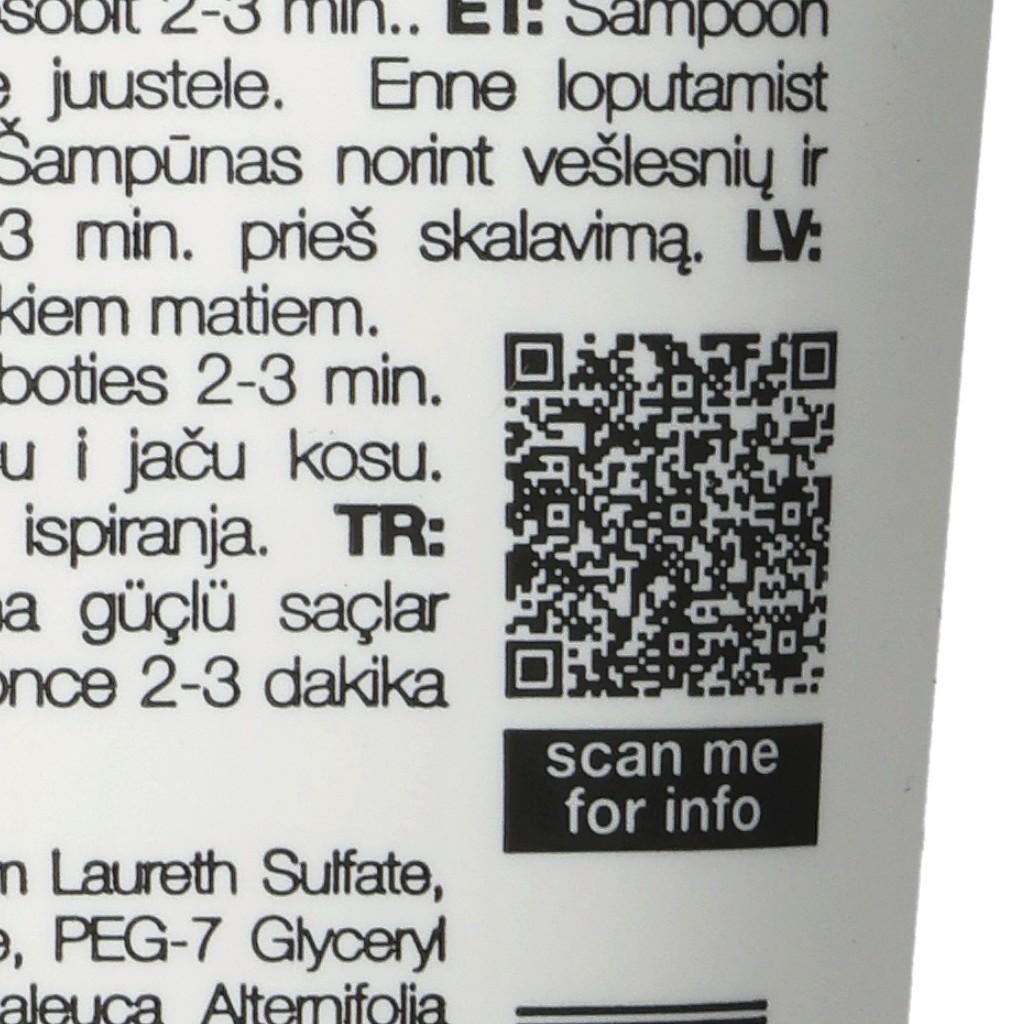 2-3 min.. ET: Šampoon
juustele. Enne loputamist
Šampūnas norint vešlesnių ir
3 min. prieš skalavimą. LV:
kiem matiem.
boties 2-3 min.
u i jaču kosu.
ispiranja. TR:
güçlü saçlar
once 2-3 dakika
scan me
for info
Laureth Sulfate,
PEG-7 Glyceryl
aleuca Alternifolia